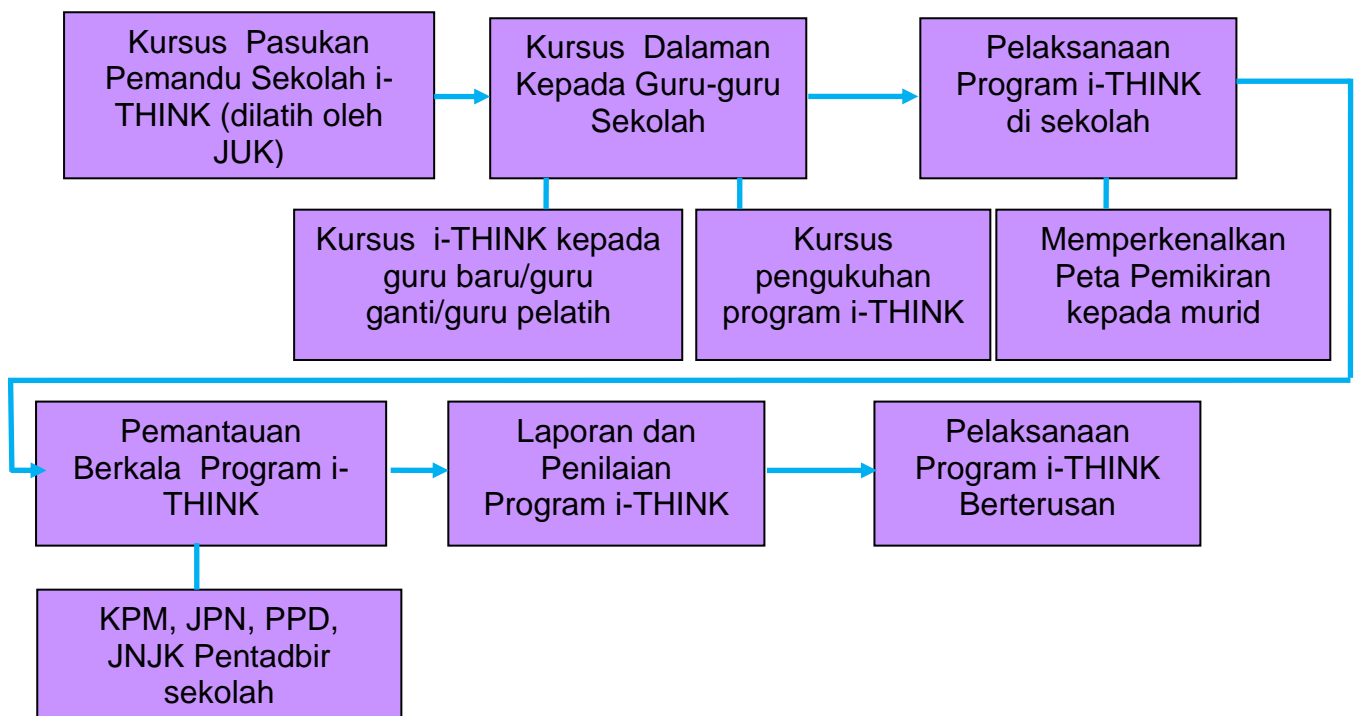 Kursus Pasukan
Pemandu Sekolah i-
THINK (dilatih oleh
JUK)
Kursus Dalaman
Kepada Guru-guru
Sekolah
Pelaksanaan
Program i-THINK
di sekolah
Kursus i-THINK kepada
guru baru/guru
ganti/guru pelatih
Kursus
pengukuhan
program i-THINK
Memperkenalkan
Peta Pemikiran
kepada murid
Pemantauan
Berkala Program i-
THINK
Laporan dan
Penilaian
Program i-THINK
Pelaksanaan
Program i-THINK
Berterusan
KPM, JPN, PPD,
JNJK Pentadbir
sekolah